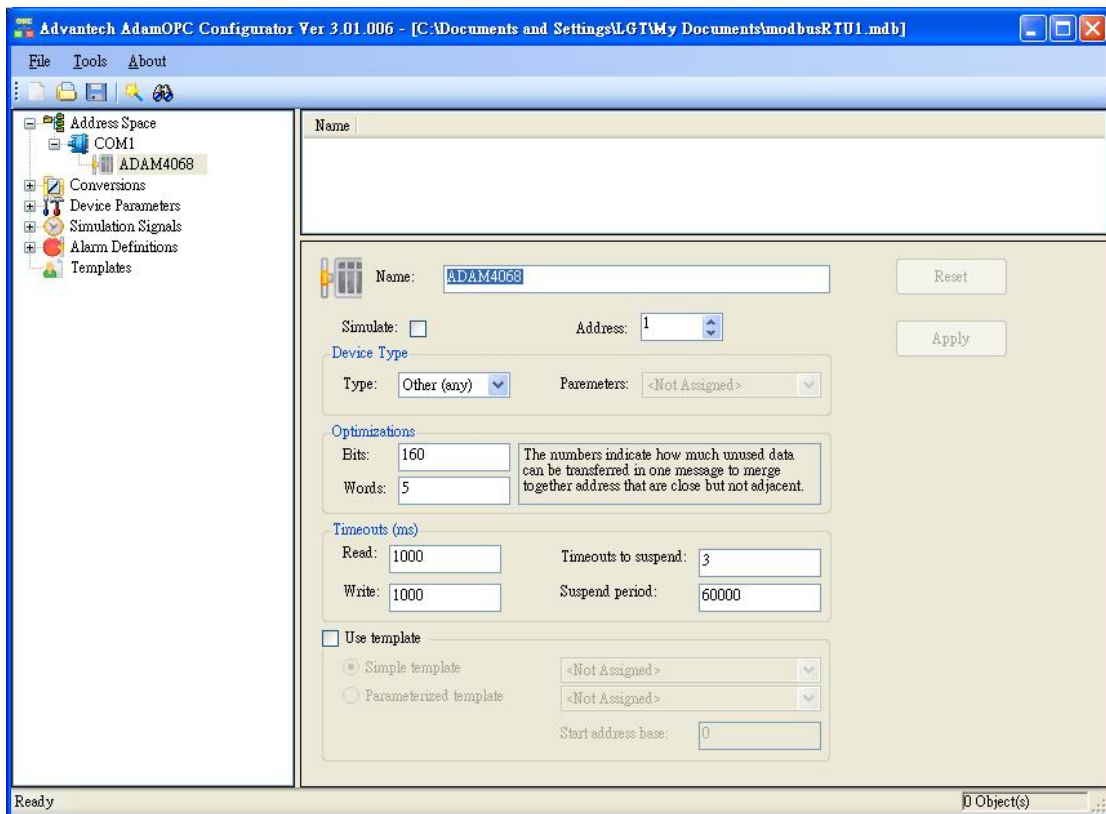 Advantech AdamOPC Configurator Ver 3.01.006 - [C:\Documents and Settings\LGT\My Documents\modbusRTU1.mdb]
File Tools About
Address Space
COM1
ADAM4068
Conversions
Device Parameters
Simulation Signals
Alarm Definitions
Templates
Name
Name: ADAM4068 Reset
Simulate: Address: 1 Apply
Device Type
Type: Other (any) Paremeters: <Not Assigned>
Optimizations
Bits: 160
Words: 5
The numbers indicate how much unused data
can be transferred in one message to merge
together address that are close but not adjacent.
Timeouts (ms)
Read: 1000 Timeouts to suspend: 3
Write: 1000 Suspend period: 60000
Use template
Simple template <Not Assigned>
Parameterized template <Not Assigned>
Start address base: 0
Ready 0 Object(s)